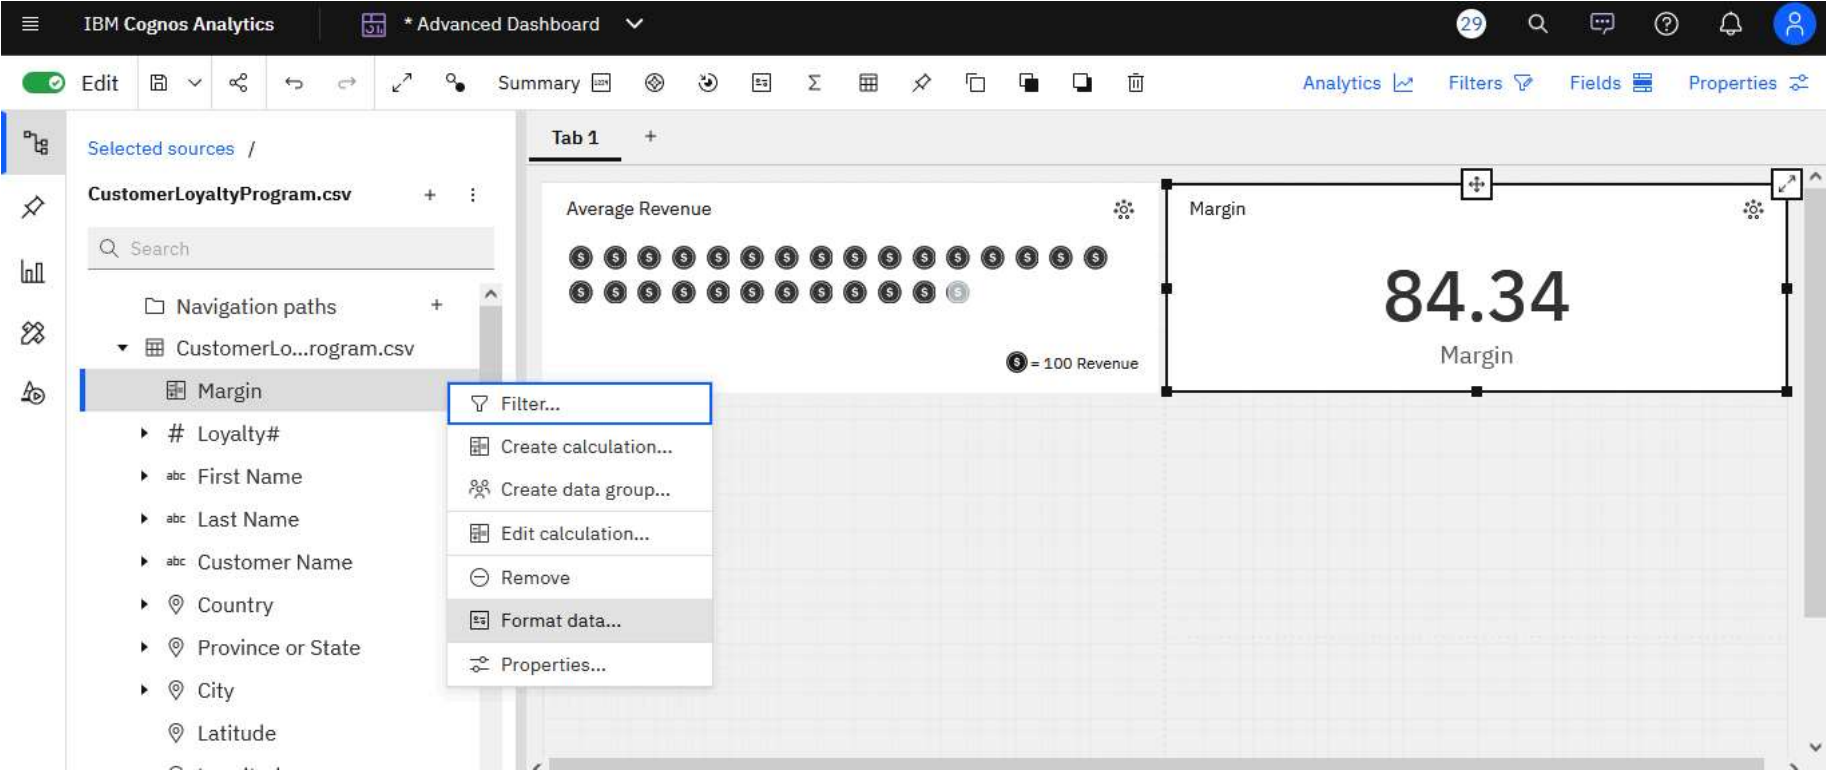 IBM Cognos Analytics
* Advanced Dashboard
29
Edit
Summary
Analytics
Filters
Fields
Properties
Selected sources /
CustomerLoyaltyProgram.csv
Search
Navigation paths
CustomerLo...rogram.csv
Margin
# Loyalty#
abc First Name
abc Last Name
abc Customer Name
Country
Province or State
City
Latitude
Filter...
Create calculation...
Create data group...
Edit calculation...
Remove
Format data...
Properties...
Tab 1
Average Revenue
$ = 100 Revenue
Margin
84.34
Margin